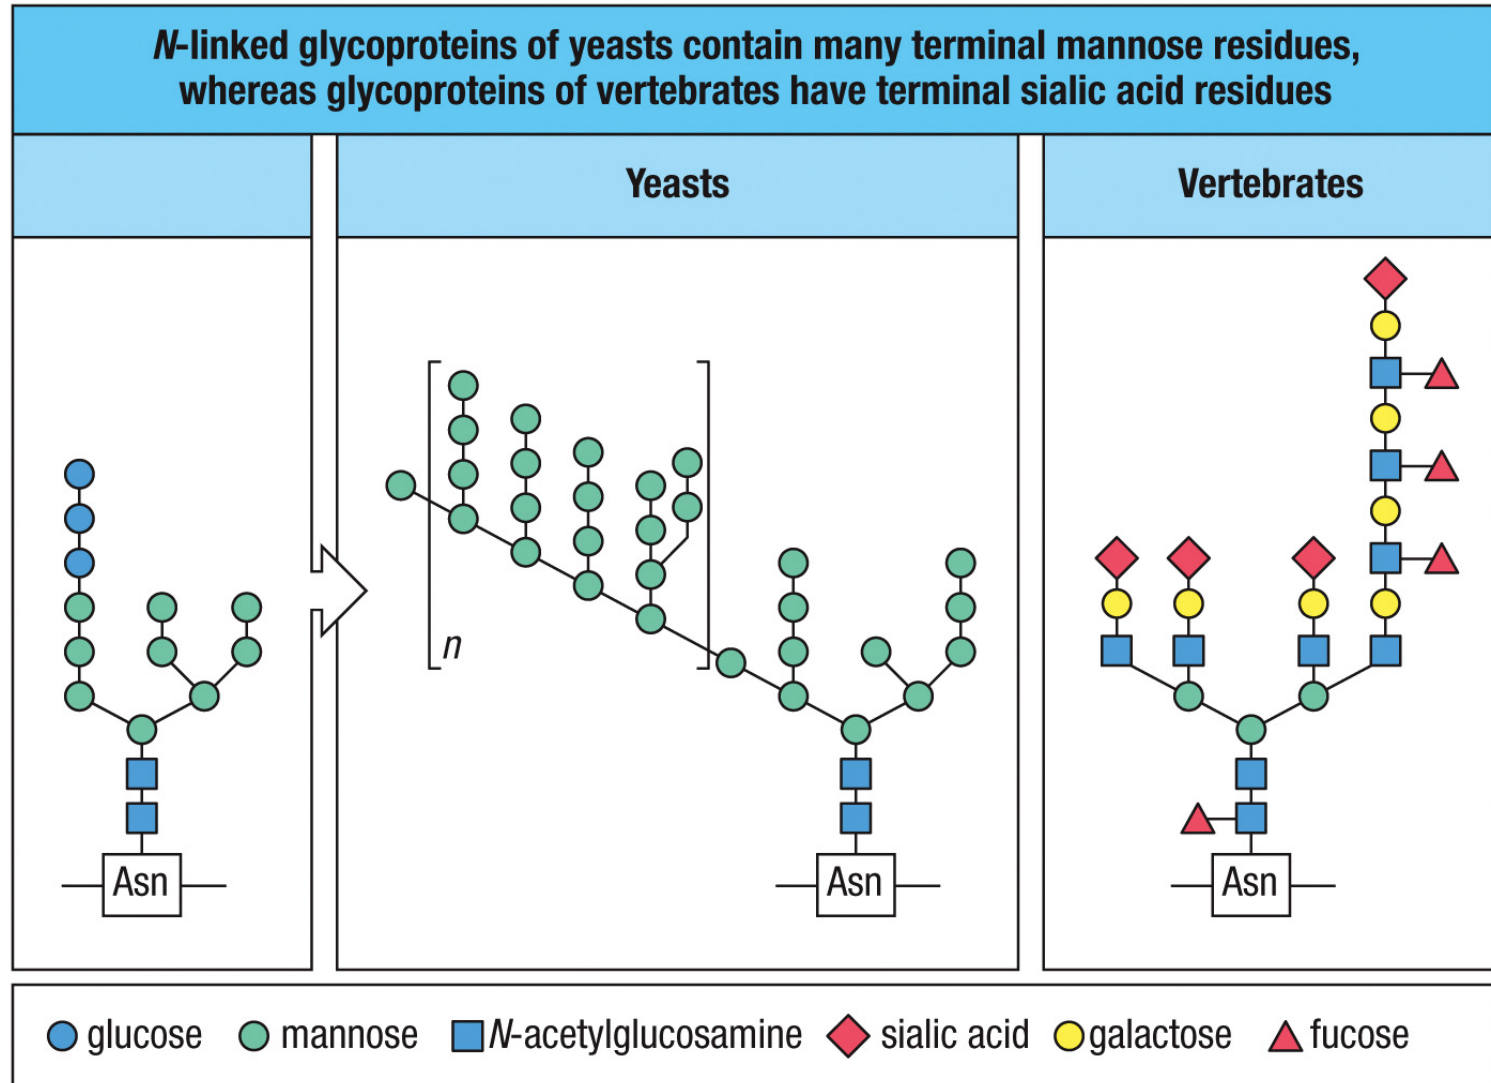 N-linked glycoproteins of yeasts contain many terminal mannose residues,
whereas glycoproteins of vertebrates have terminal sialic acid residues
Yeasts
Vertebrates
n
Asn
Asn
Asn
glucose mannose N-acetylglucosamine sialic acid galactose fucose